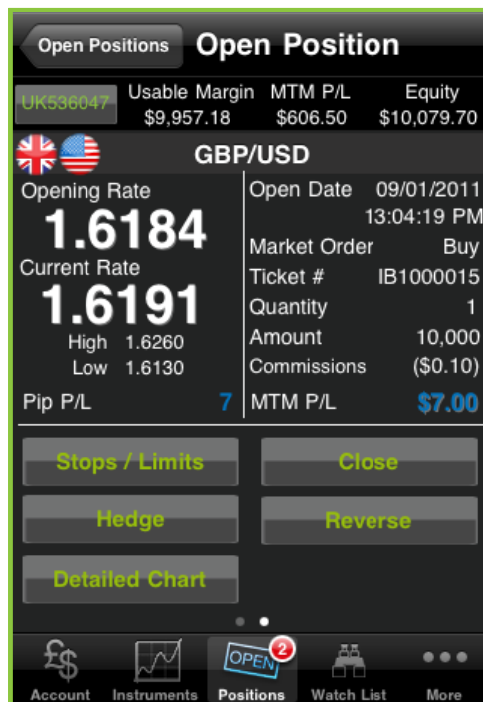 Open Positions Open Position
UK536047 Usable Margin MTM P/L Equity
$9,957.18 $606.50 $10,079.70
GBP/USD
Opening Rate
1.6184
Current Rate
1.6191
High 1.6260
Low 1.6130
Pip P/L 7
Open Date 09/01/2011
13:04:19 PM
Market Order Buy
Ticket # IB1000015
Quantity 1
Amount 10,000
Commissions ($0.10)
MTM P/L $7.00
Stops / Limits Close
Hedge Reverse
Detailed Chart
£$ OPEN 2
Account Instruments Positions Watch List More